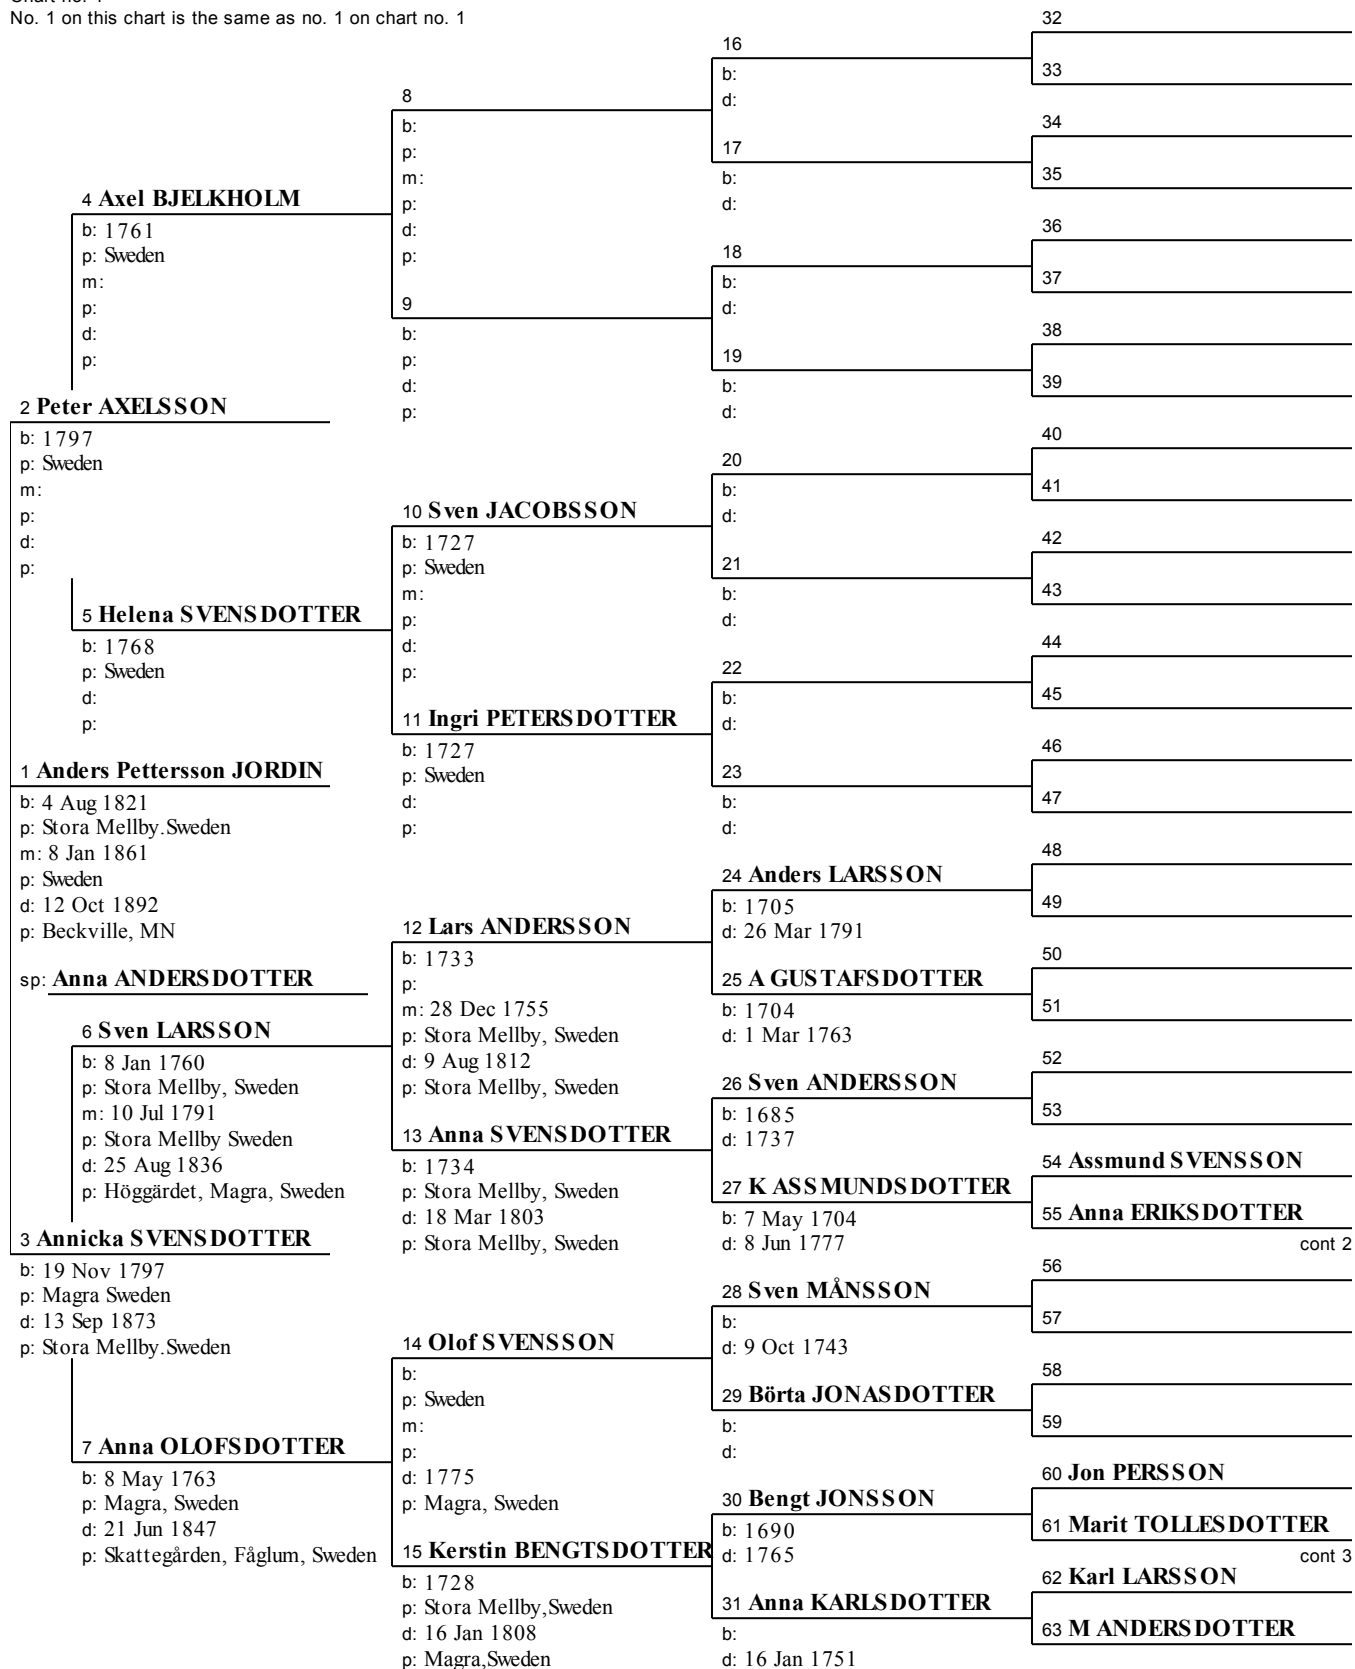 No. 1 on this chart is the same as no. 1 on chart no. 1
2 Peter AXELSSON
b: 1797
p: Sweden
m:
p:
d:
p:
1 Anders Pettersson JORDIN
b: 4 Aug 1821
p: Stora Mellby.Sweden
m: 8 Jan 1861
p: Sweden
d: 12 Oct 1892
p: Beckville, MN
sp: Anna ANDERSDOTTER
3 Annicka SVENSDOTTER
b: 19 Nov 1797
p: Magra Sweden
d: 13 Sep 1873
p: Stora Mellby.Sweden
4 Axel BJELKHOLM
b: 1761
p: Sweden
m:
p:
d:
p:
5 Helena SVENSDOTTER
b: 1768
p: Sweden
d:
p:
6 Sven LARSSON
b: 8 Jan 1760
p: Stora Mellby, Sweden
m: 10 Jul 1791
p: Stora Mellby Sweden
d: 25 Aug 1836
p: Höggärdet, Magra, Sweden
7 Anna OLOFSDOTTER
b: 8 May 1763
p: Magra, Sweden
d: 21 Jun 1847
p: Skattegården, Fåglum, Sweden
8
b:
p:
m:
p:
d:
p:
9
b:
p:
d:
p:
10 Sven JACOBSSON
b: 1727
p: Sweden
m:
p:
d:
p:
11 Ingri PETERSDOTTER
b: 1727
p: Sweden
d:
p:
12 Lars ANDERSSON
b: 1733
p:
m: 28 Dec 1755
p: Stora Mellby, Sweden
d: 9 Aug 1812
p: Stora Mellby, Sweden
13 Anna SVENSDOTTER
b: 1734
p: Stora Mellby, Sweden
d: 18 Mar 1803
p: Stora Mellby, Sweden
14 Olof SVENSSON
b:
p: Sweden
m:
p:
d: 1775
p: Magra, Sweden
15 Kerstin BENGTSDOTTER
b: 1728
p: Stora Mellby,Sweden
d: 16 Jan 1808
p: Magra,Sweden
16
b:
d:
17
b:
d:
18
b:
d:
19
b:
d:
20
b:
d:
21
b:
d:
22
b:
d:
23
b:
d:
24 Anders LARSSON
b: 1705
d: 26 Mar 1791
25 A GUSTAFSDOTTER
b: 1704
d: 1 Mar 1763
26 Sven ANDERSSON
b: 1685
d: 1737
27 K ASSMUNDSDOTTER
b: 7 May 1704
d: 8 Jun 1777
28 Sven MÅNSSON
b:
d: 9 Oct 1743
29 Börta JONASDOTTER
b:
d:
30 Bengt JONSSON
b: 1690
d: 1765
31 Anna KARLSDOTTER
b:
d: 16 Jan 1751
32
33
34
35
36
37
38
39
40
41
42
43
44
45
46
47
48
49
50
51
52
53
54 Assmund SVENSSON
55 Anna ERIKSDOTTER
cont 2
56
57
58
59
60 Jon PERSSON
61 Marit TOLLESDOTTER
cont 3
62 Karl LARSSON
63 M ANDERSDOTTER